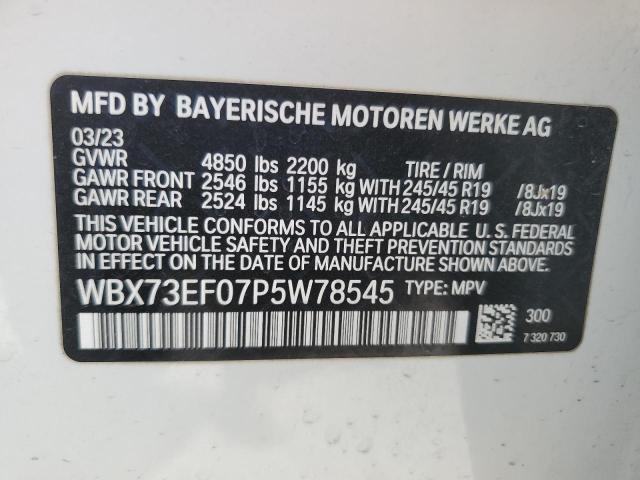 MFD BY BAYERISCHE MOTOREN WERKE AG
03/23
GVWR 4850 lbs 2200 kg TIRE / RIM
GAWR FRONT 2546 lbs 1155 kg WITH 245/45 R19 /8Jx19
GAWR REAR 2524 lbs 1145 kg WITH 245/45 R19 /8Jx19
THIS VEHICLE CONFORMS TO ALL APPLICABLE U. S. FEDERAL
MOTOR VEHICLE SAFETY AND THEFT PREVENTION STANDARDS
IN EFFECT ON THE DATE OF MANUFACTURE SHOWN ABOVE.
WBX73EF07P5W78545 TYPE: MPV
300
7 320 730